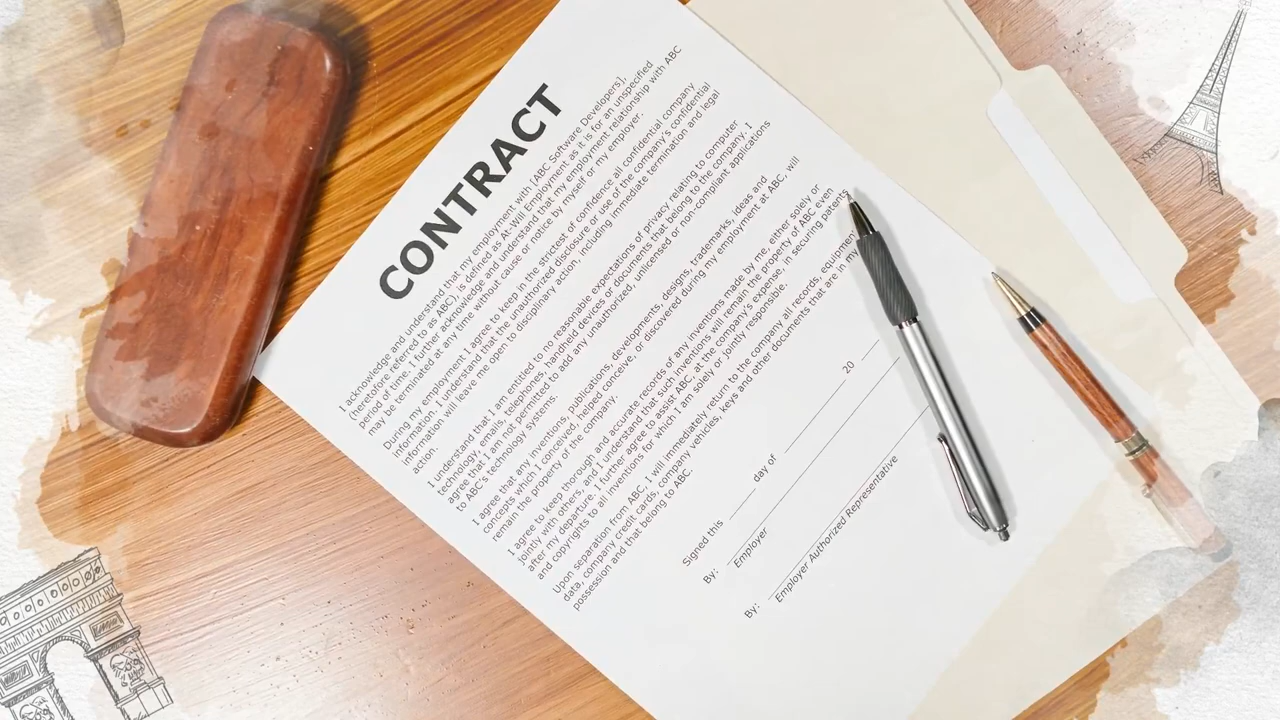 CONTRACT
I acknowledge and understand that my employment with [ABC Software Developers],
(heretofore referred to as ABC), is defined as At-Will Employment as it is for an unspecified
period of time. I further acknowledge and understand that my employment relationship with ABC
may be terminated at any time without cause or notice by myself or my employer.
During my employment I agree to keep in the strictest of confidence all confidential company
information. I understand that the unauthorized disclosure or use of the company's confidential
information will leave me open to disciplinary action, including immediate termination and legal
action.
I understand that I am entitled to no reasonable expectations of privacy relating to computer
technology, emails, telephones, handheld devices or documents that belong to the company. I
agree that I am not permitted to add any unauthorized, unlicensed or non-compliant applications
to ABC's technology systems.
I agree that any inventions, publications, developments, designs, trademarks, ideas and
concepts which I conceived, helped conceive, or discovered during my employment at ABC, will
remain the property of the company.
I agree to keep through and accurate records of any inventions made by me, either solely or
jointly with others, and I understand that such inventions will remain the property of ABC even
after my departure. I further agree to assist ABC, at the company's expense, in securing patents
and copyrights to all inventions for which I am solely or jointly responsible.
Upon separation from ABC, I will immediately return to the company all records, equipment,
data, company credit cards, company vehicles, keys and other documents that are in my
possession and that belong to ABC.
Signed this ______ day of ______ 20 ____
By:
Employer
By:
Employer Authorized Representative